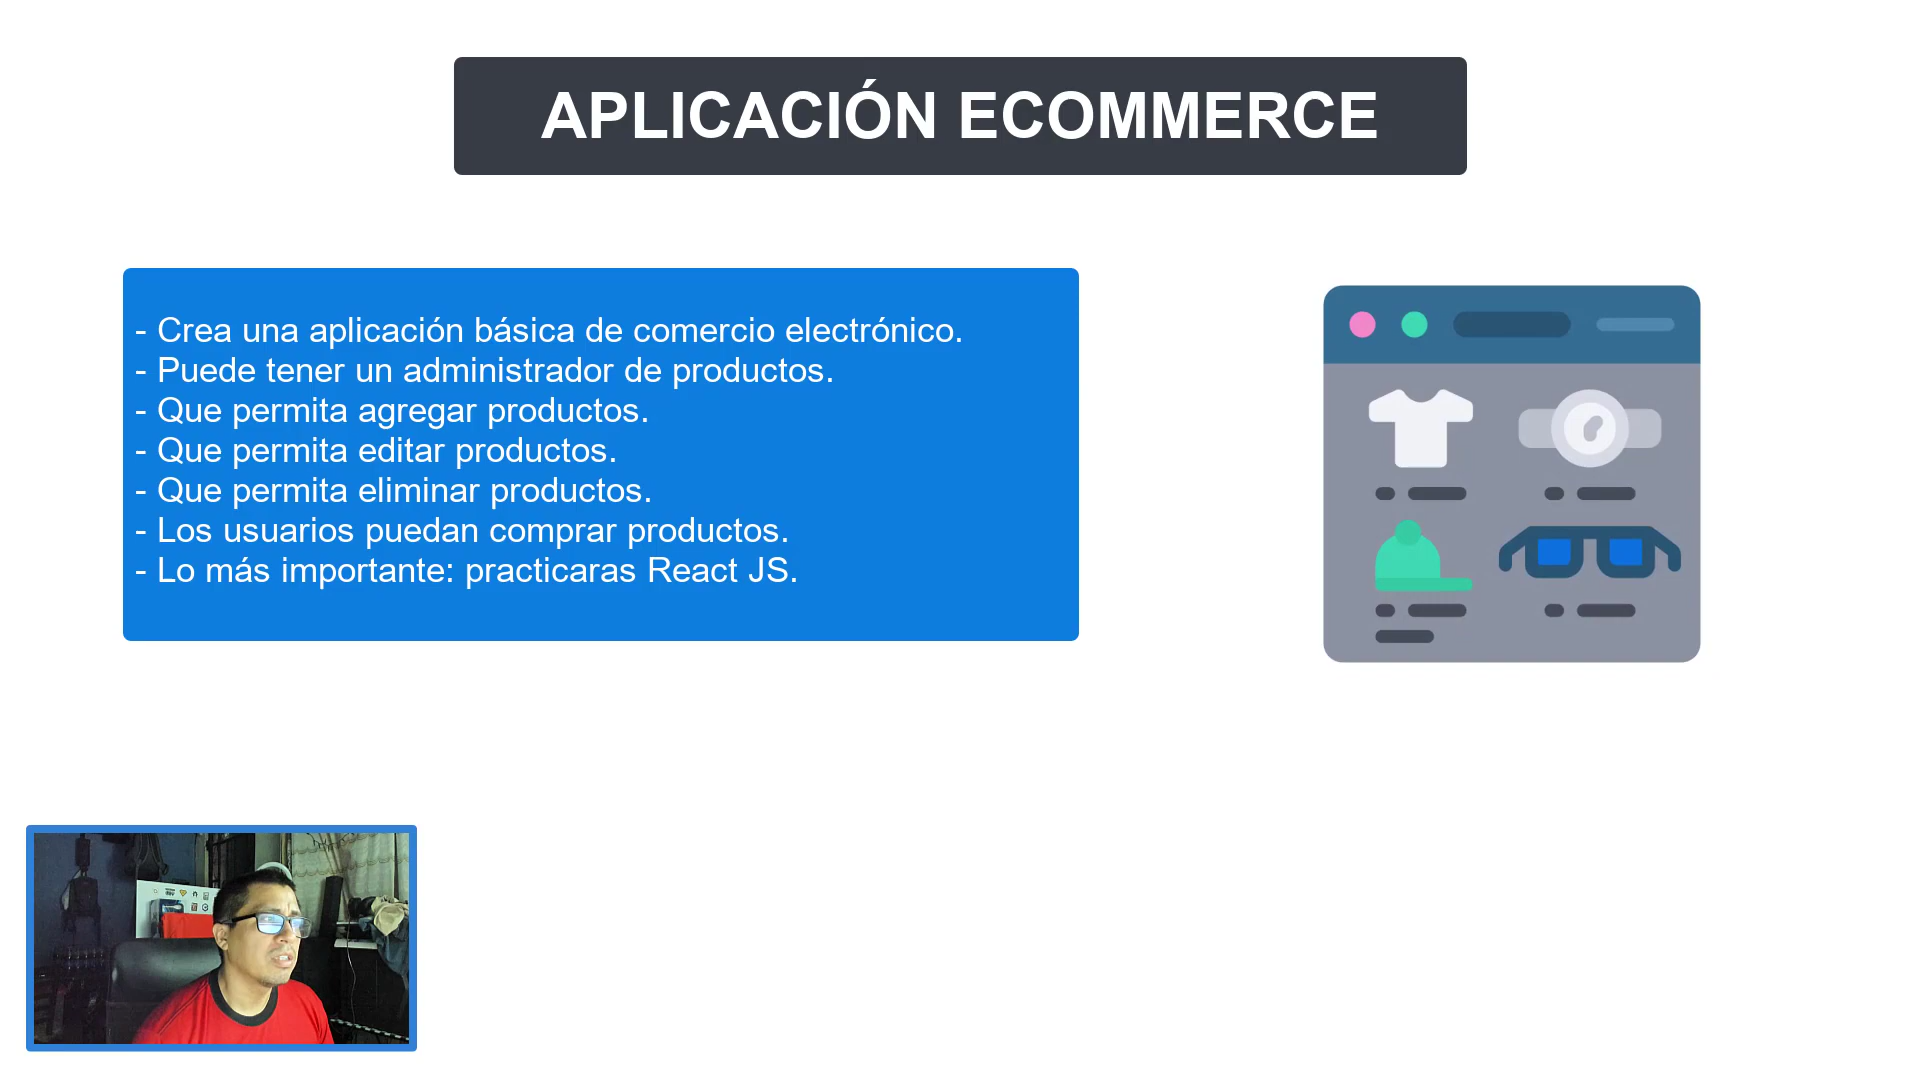 APLICACIÓN ECOMMERCE
- Crea una aplicación básica de comercio electrónico.
- Puede tener un administrador de productos.
- Que permita agregar productos.
- Que permita editar productos.
- Que permita eliminar productos.
- Los usuarios puedan comprar productos.
- Lo más importante: practicaras React JS.